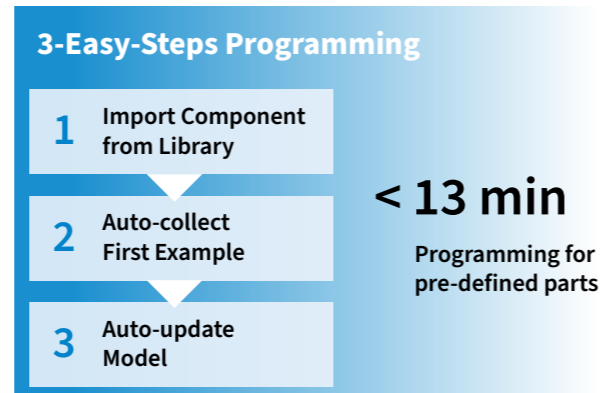 3-Easy-Steps Programming
1
Import Component
from Library
2
Auto-collect
First Example
3
Auto-update
Model
< 13 min
Programming for
pre-defined parts